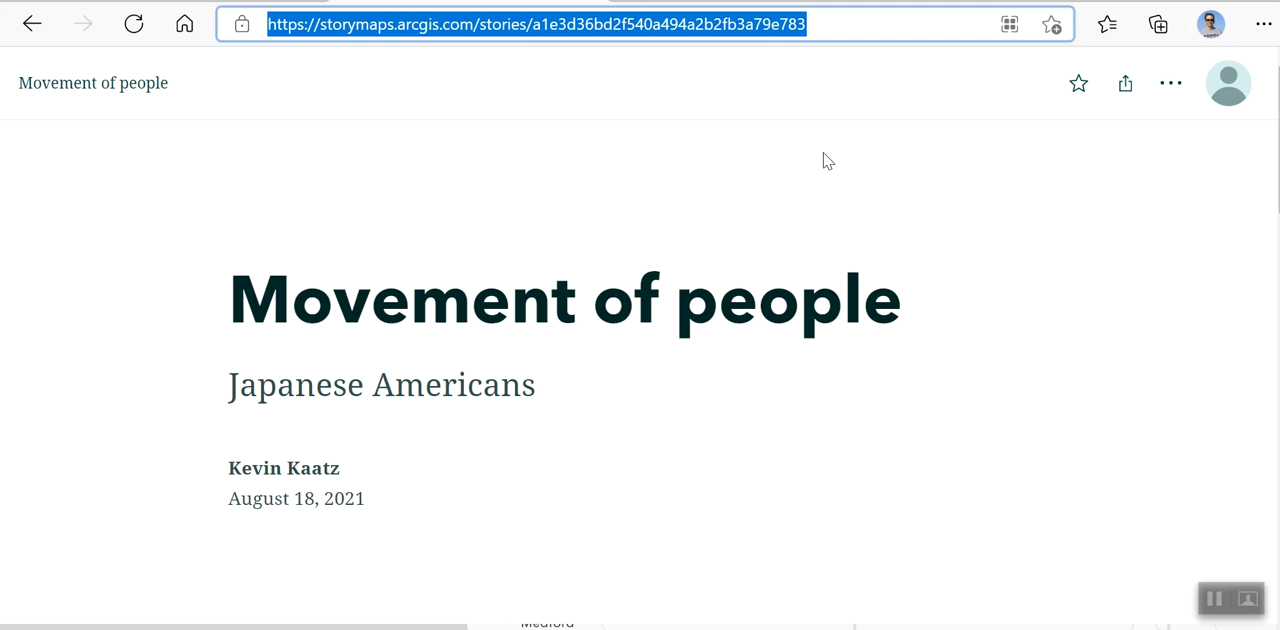 https://storymaps.arcgis.com/stories/a1e3d36bd2f540a494a2b2fb3a79e783
Movement of people
Movement of people
Japanese Americans
Kevin Kaatz
August 18, 2021
Medford